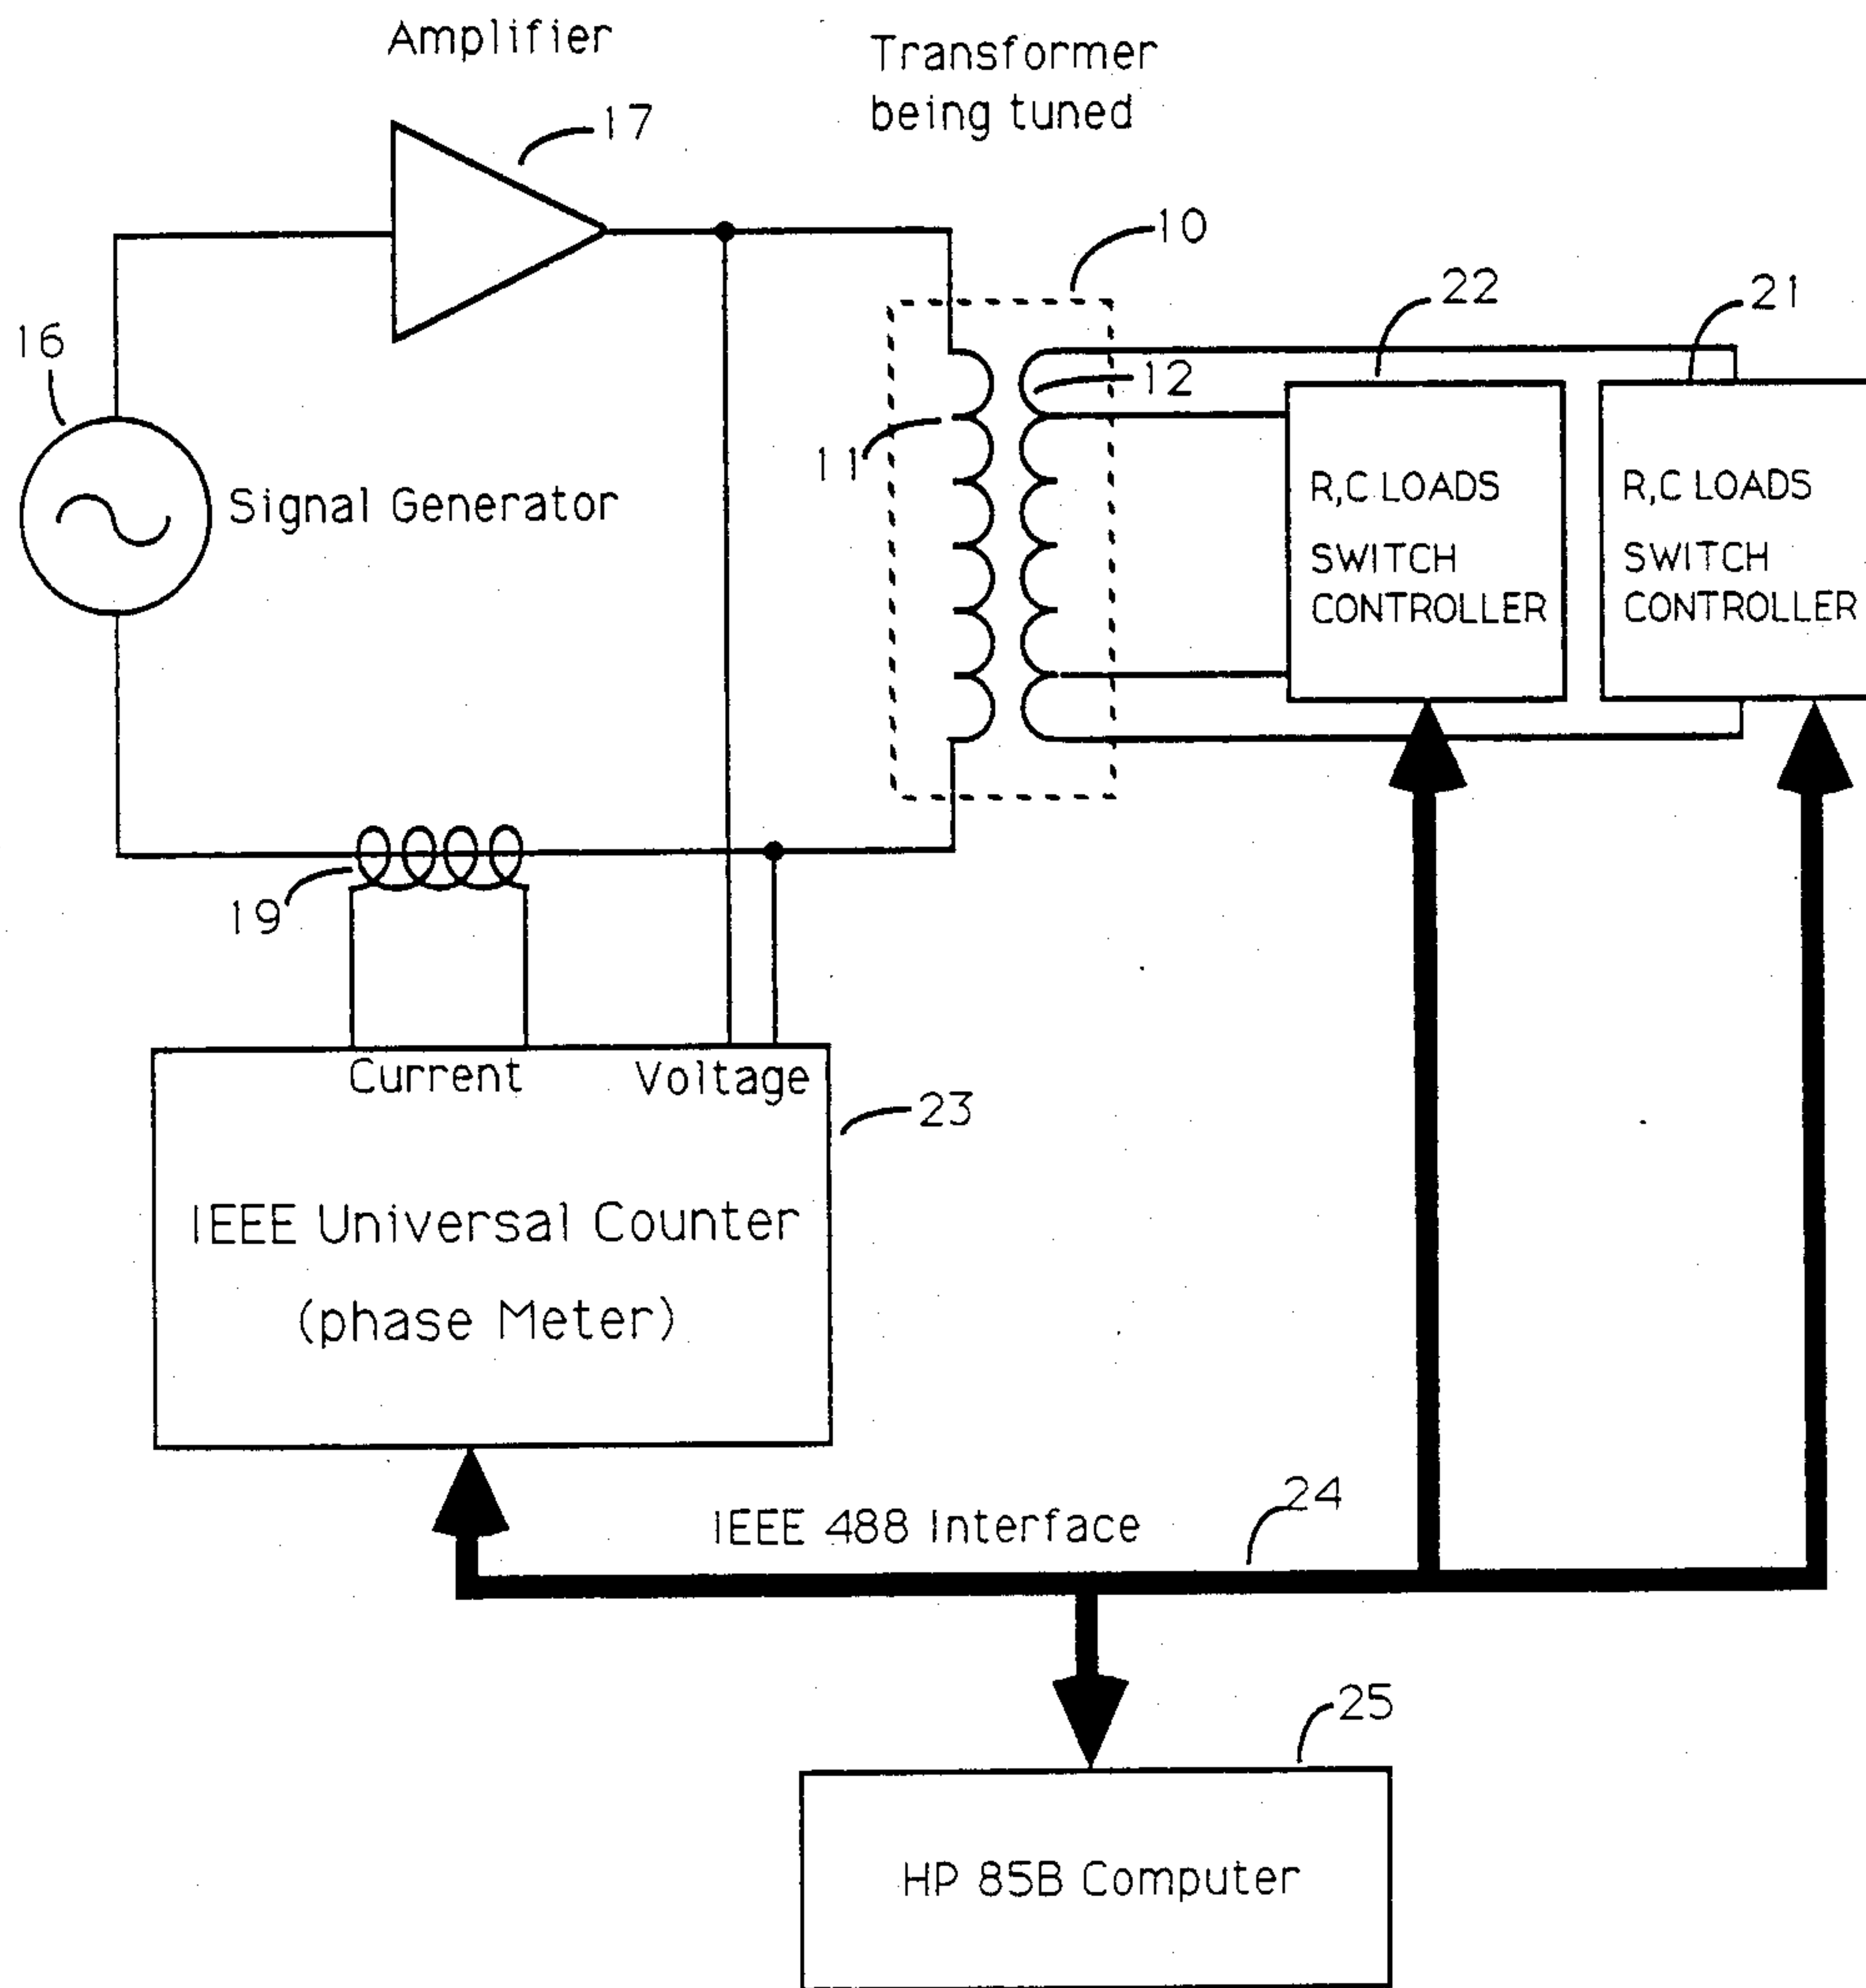 Amplifier
Transformer
being tuned
17
10
22
21
16
12
11
Signal Generator
R,C LOADS
SWITCH
CONTROLLER
R,C LOADS
SWITCH
CONTROLLER
19
Current
Voltage
23
IEEE Universal Counter
(phase Meter)
IEEE 488 Interface
24
25
HP 85B Computer